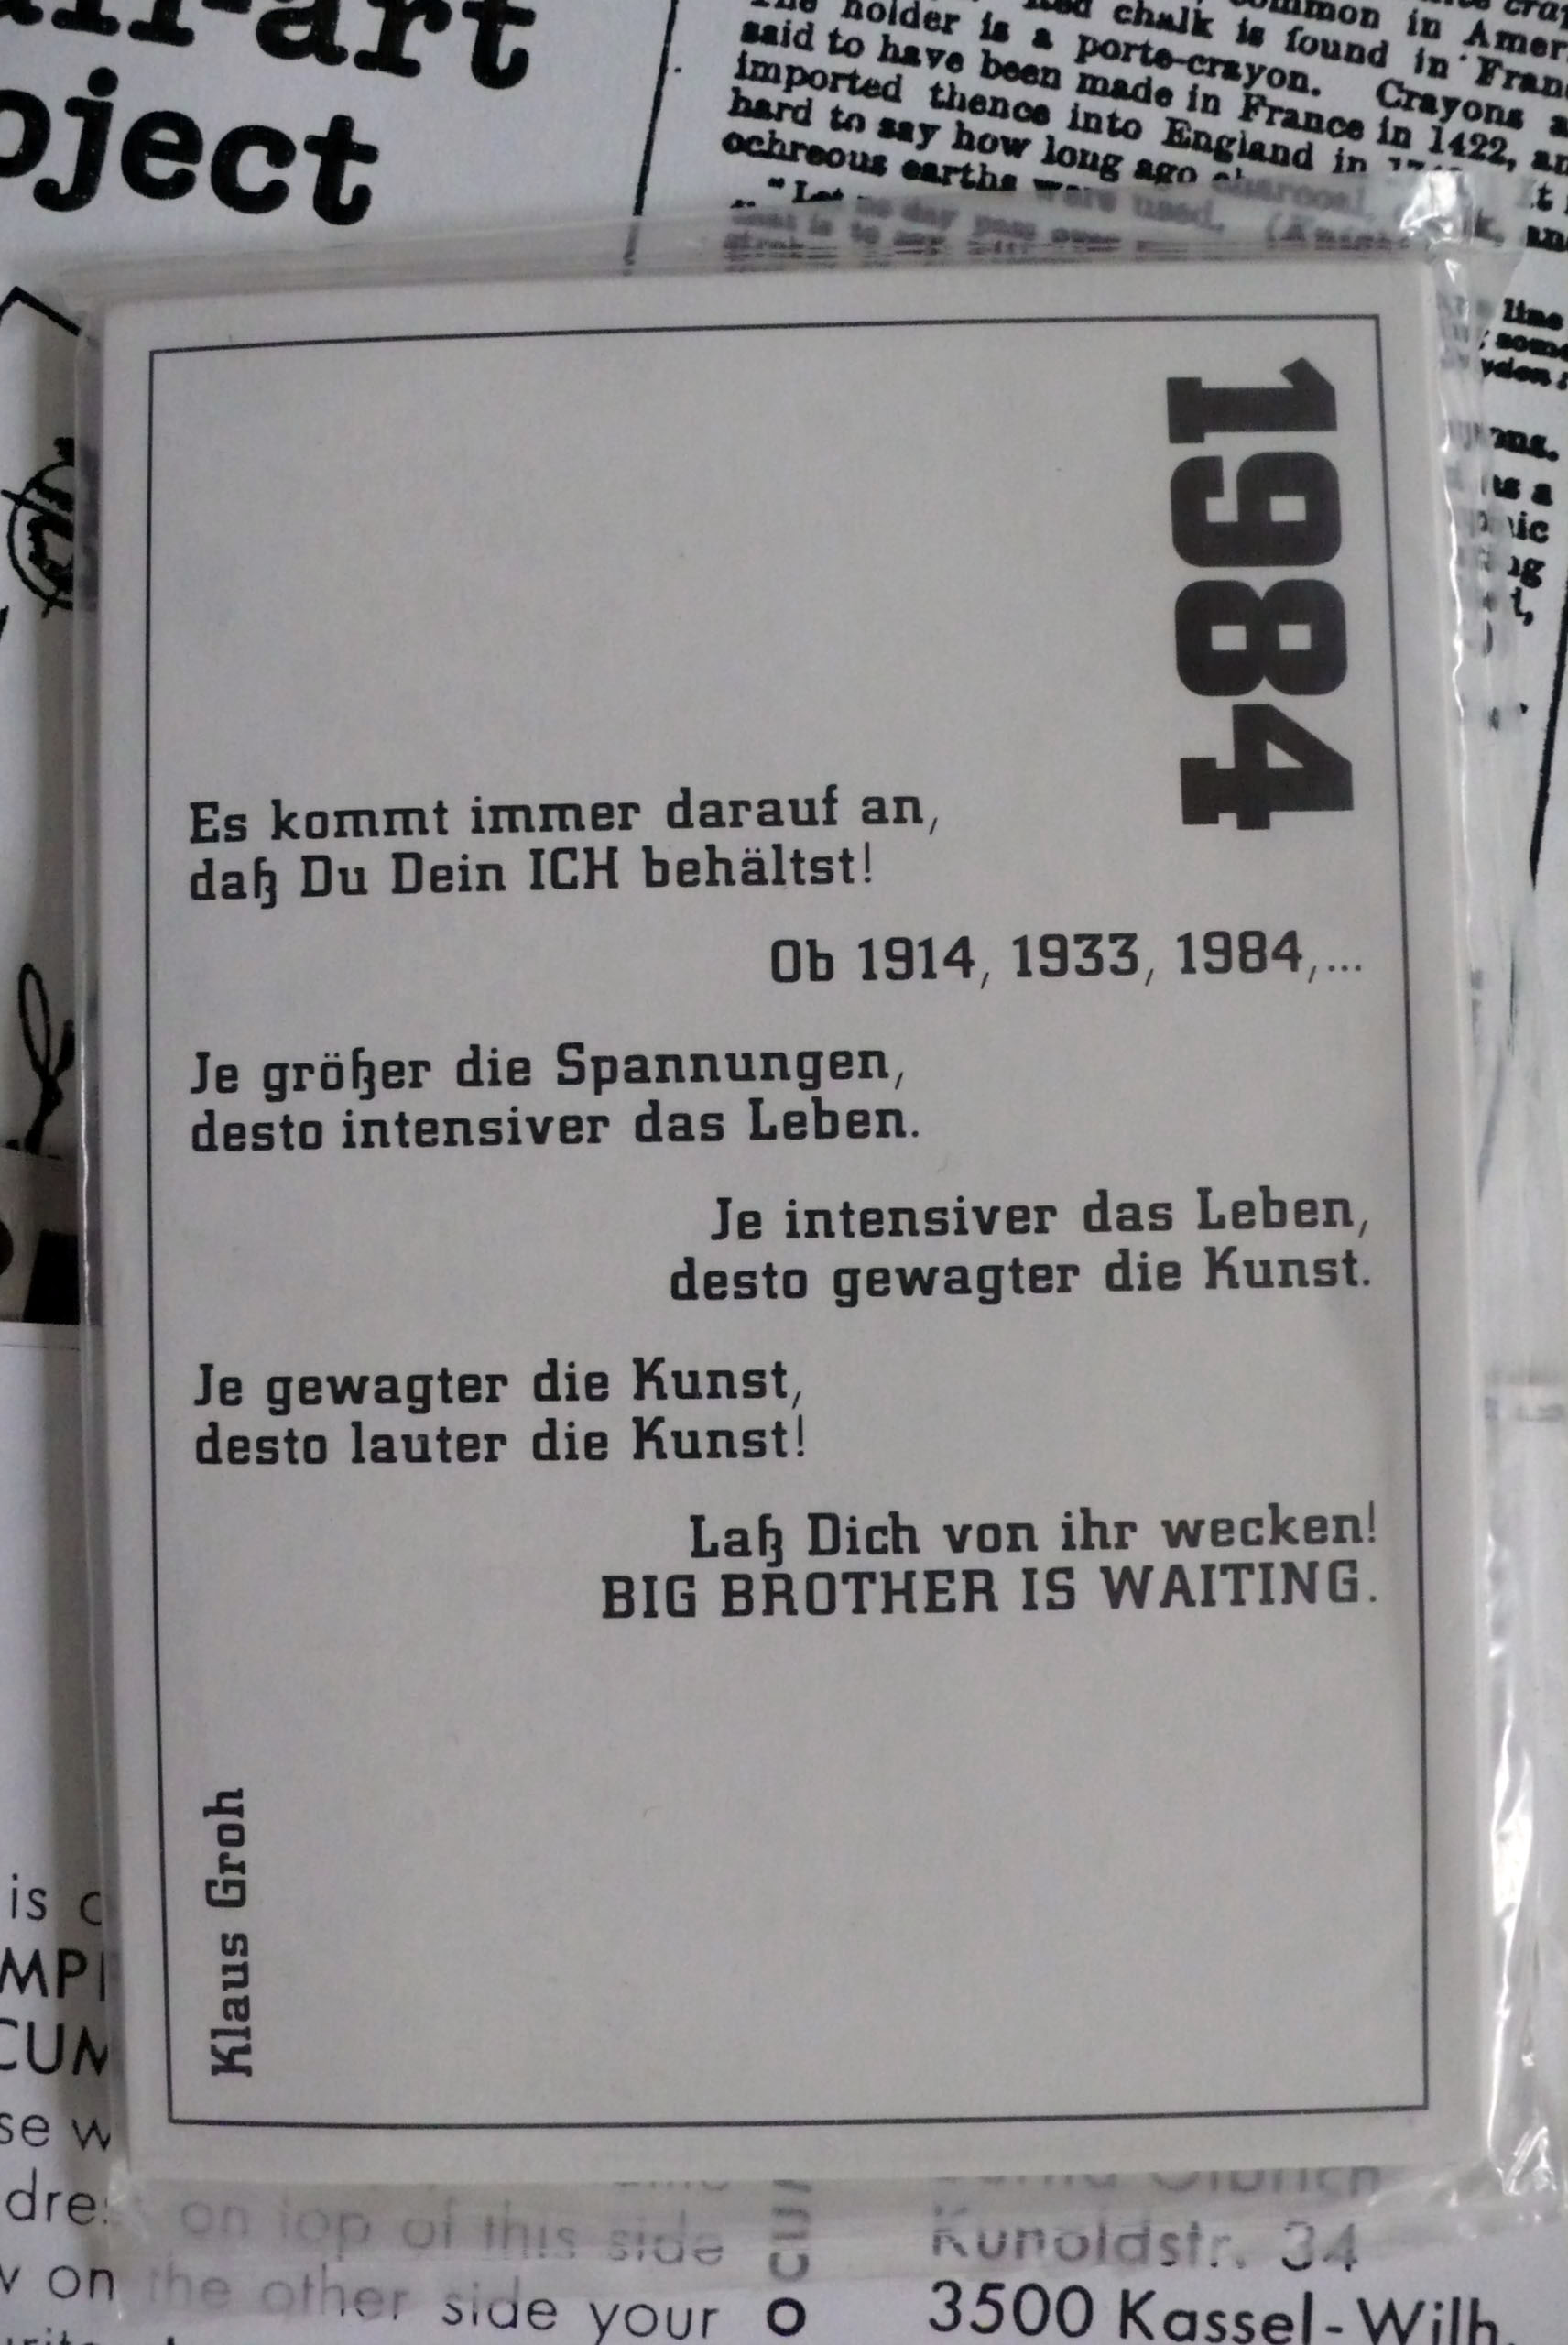 art
oject
holder is a porte-crayon. Crayons
said to have been made in France in 1422,
imported thence into England in
hard to say how long ago charcoal,
ochreous earths were used.
1984
Es kommt immer darauf an,
daß Du Dein ICH behältst!
Ob 1914, 1933, 1984,...
Je größer die Spannungen,
desto intensiver das Leben.
Je intensiver das Leben,
desto gewagter die Kunst.
Je gewagter die Kunst,
desto lauter die Kunst!
Laß Dich von ihr wecken!
BIG BROTHER IS WAITING.
Klaus Groh
is
on top of this side
on the other side your
Kunoldstr. 34
3500 Kassel-Wilh.